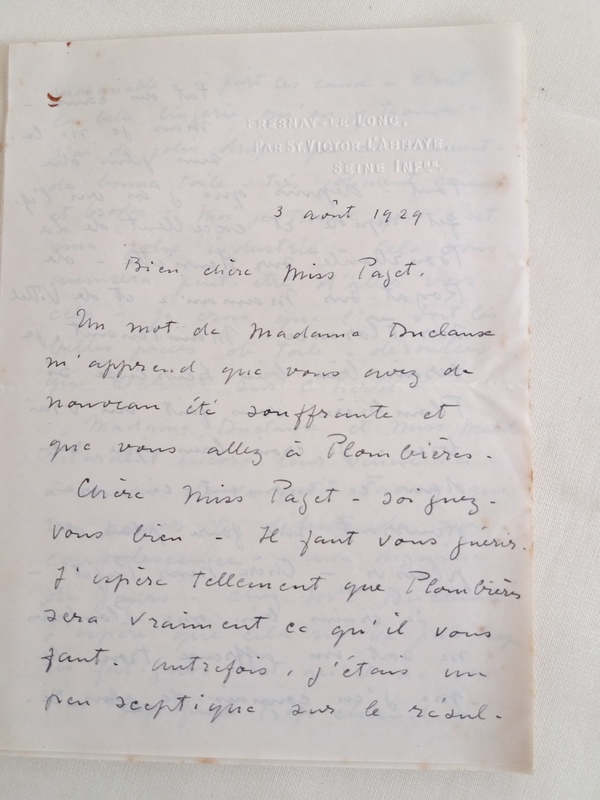 FRESNAY-LE-LONG,
PAR ST VICTOR L'ABBAYE,
SEINE INFRE.
3 août 1929
Bien chère Miss Paget.
Un mot de Madame Duclaux
m'apprend que vous avez de
nouveau été souffrante et
que vous allez à Plombières.
Chère Miss Paget - soignez-
vous bien - Il faut vous guérir.
J'espère tellement que Plombières
sera vraiment ce qu'il vous
faut. Autrefois, j'étais un
peu sceptique sur le résul-